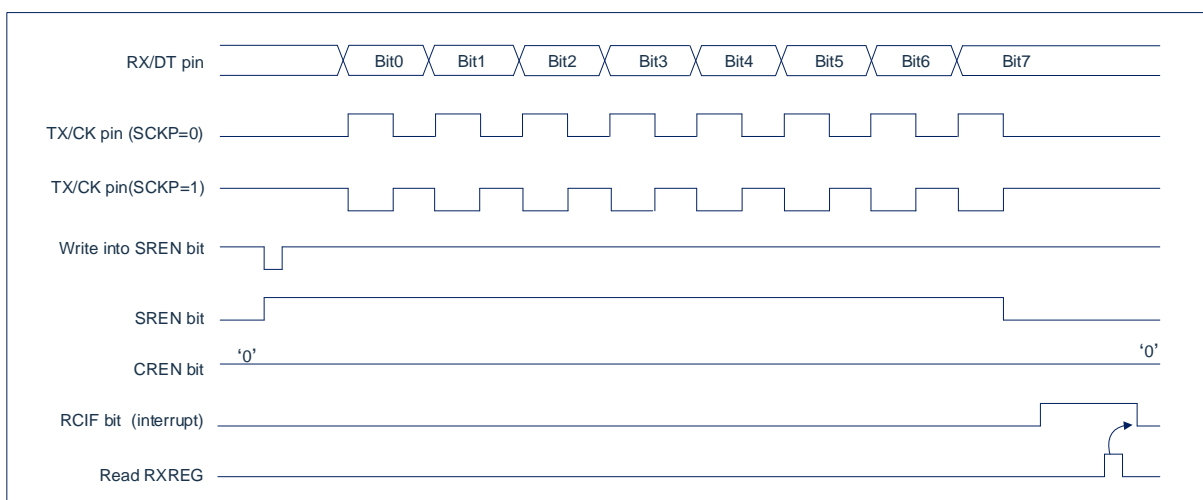 RX/DT pin
Bit0 Bit1 Bit2 Bit3 Bit4 Bit5 Bit6 Bit7
TX/CK pin (SCKP=0)
TX/CK pin(SCKP=1)
Write into SREN bit
SREN bit
‘0’ ‘0’
CREN bit
RCIF bit (interrupt)
Read RXREG